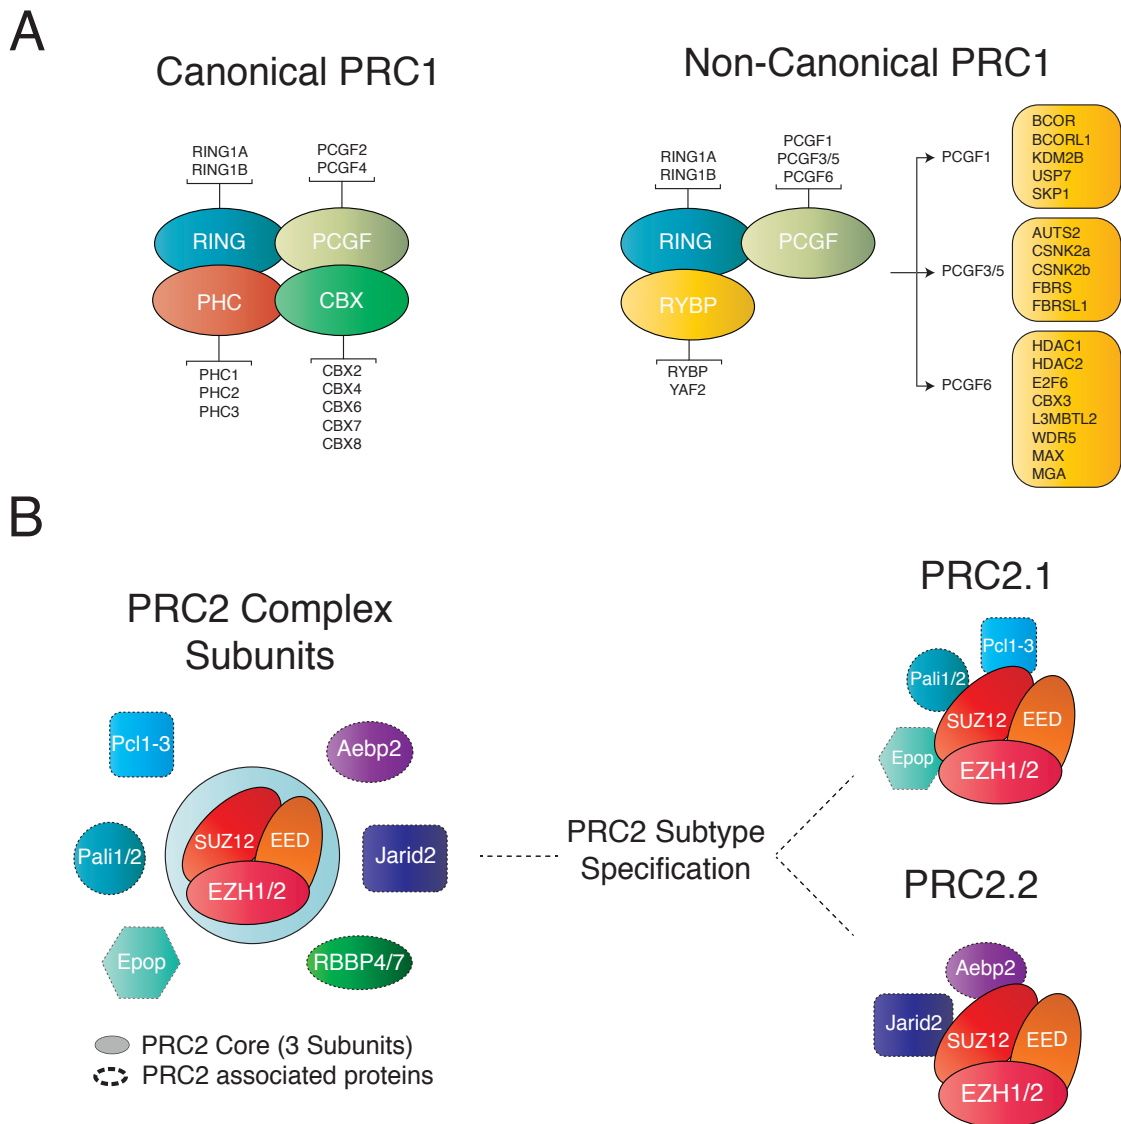 A
Canonical PRC1
RING1A
RING1B
PCGF2
PCGF4
RING
PCGF
PHC
CBX
PHC1
PHC2
PHC3
CBX2
CBX4
CBX6
CBX7
CBX8
Non-Canonical PRC1
RING1A
RING1B
PCGF1
PCGF3/5
PCGF6
RING
PCGF
RYBP
RYBP
YAF2
PCGF1
BCOR
BCORL1
KDM2B
USP7
SKP1
PCGF3/5
AUTS2
CSNK2a
CSNK2b
FBRS
FBRSL1
PCGF6
HDAC1
HDAC2
E2F6
CBX3
L3MBTL2
WDR5
MAX
MGA
B
PRC2 Complex
Subunits
Pcl1-3
Aebp2
Pali1/2
SUZ12
EED
EZH1/2
Jarid2
Epop
RBBP4/7
PRC2 Core (3 Subunits)
PRC2 associated proteins
PRC2 Subtype
Specification
PRC2.1
Pcl1-3
Pali1/2
SUZ12
EED
Epop
EZH1/2
PRC2.2
Aebp2
Jarid2
SUZ12
EED
EZH1/2